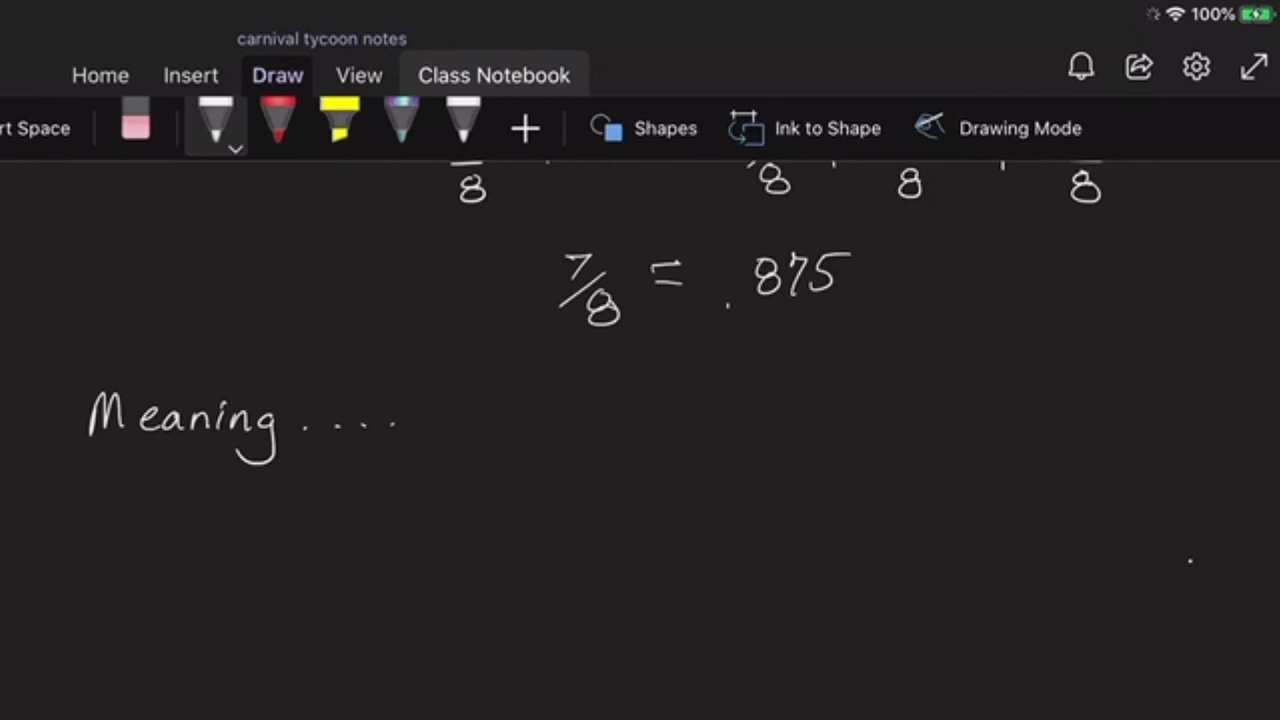 100%
carnival tycoon notes
Home Insert Draw View Class Notebook
rt Space Shapes Ink to Shape Drawing Mode
8 8 8 8
7/8 = .875
Meaning ....